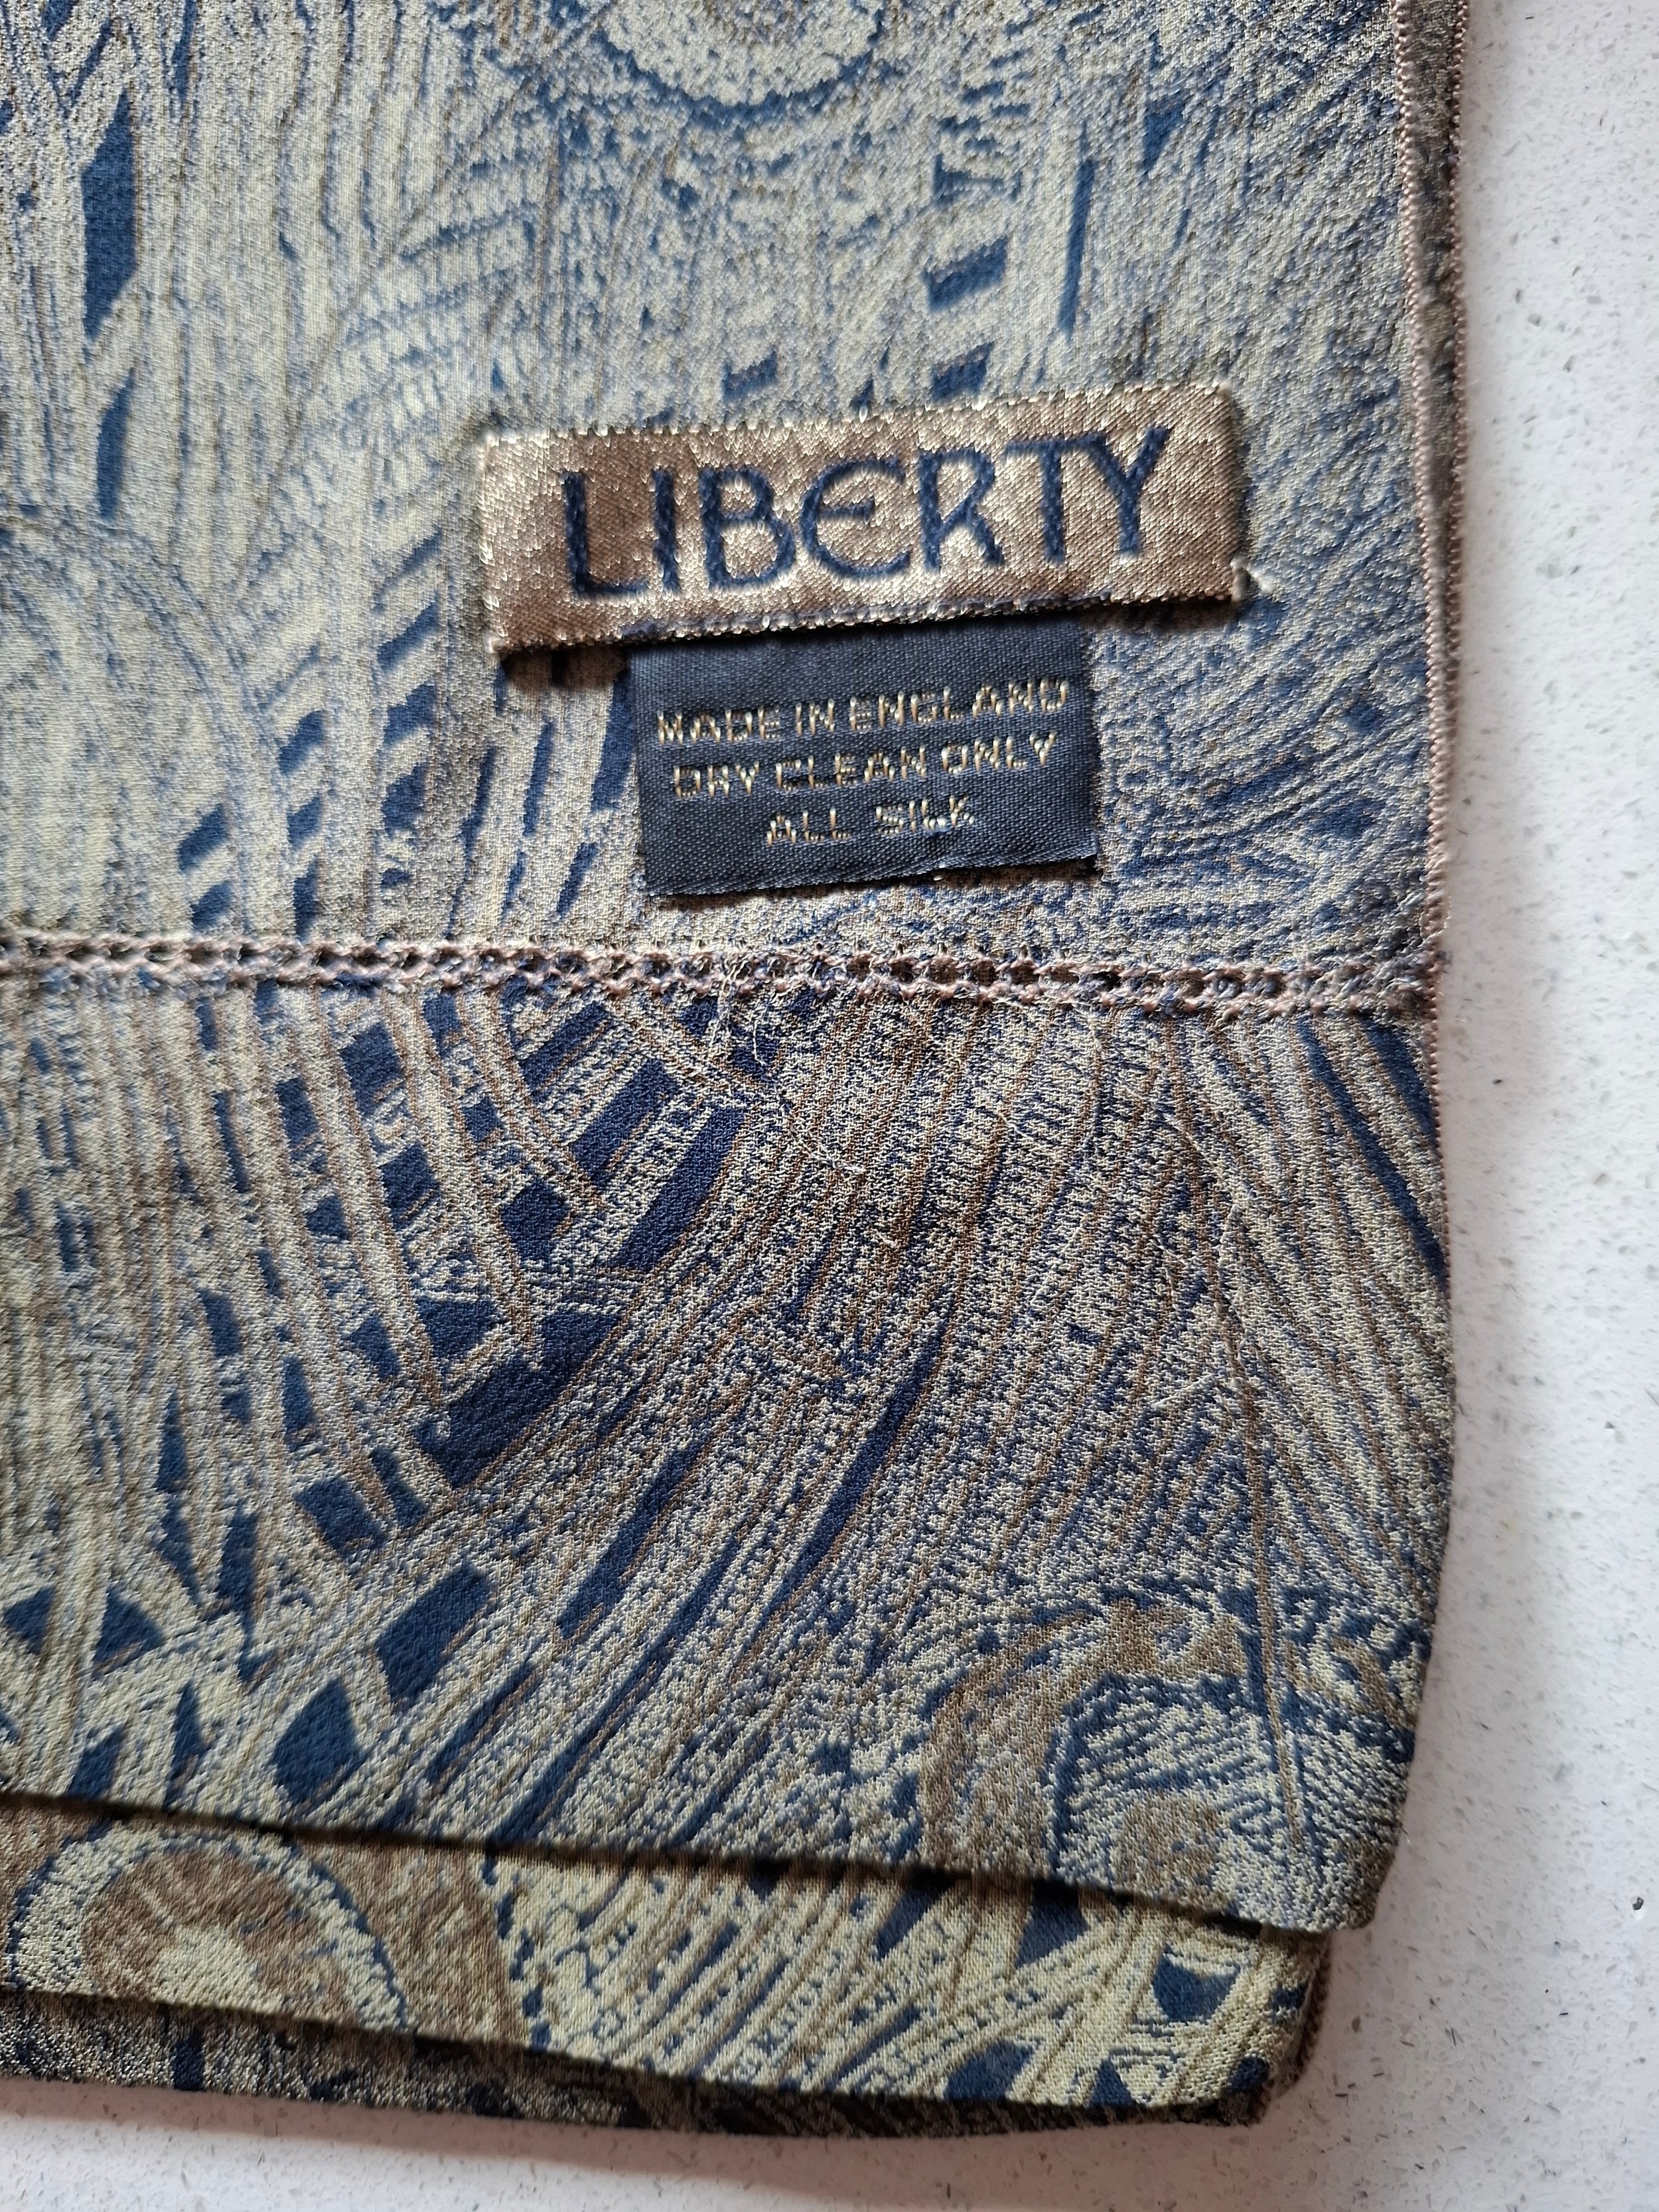 LIBERTY
MADE IN ENGLAND
DRY CLEAN ONLY
ALL SILK